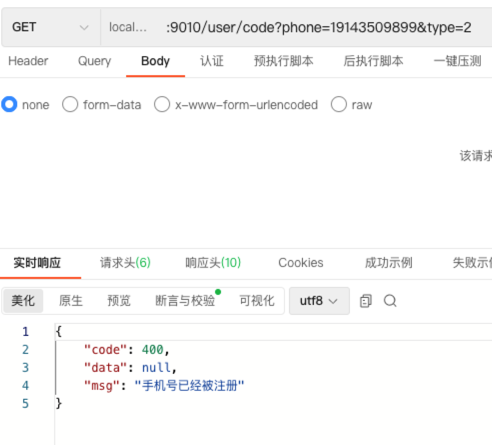 GET local... :9010/user/code?phone=19143509899&type=2
Header Query Body 认证 预执行脚本 后执行脚本 一键压测
none form-data x-www-form-urlencoded raw
该请求
实时响应 请求头(6) 响应头(10) Cookies 成功示例 失败示例
美化 原生 预览 断言与校验 可视化 utf8
1 {
2 "code": 400,
3 "data": null,
4 "msg": "手机号已经被注册"
5 }